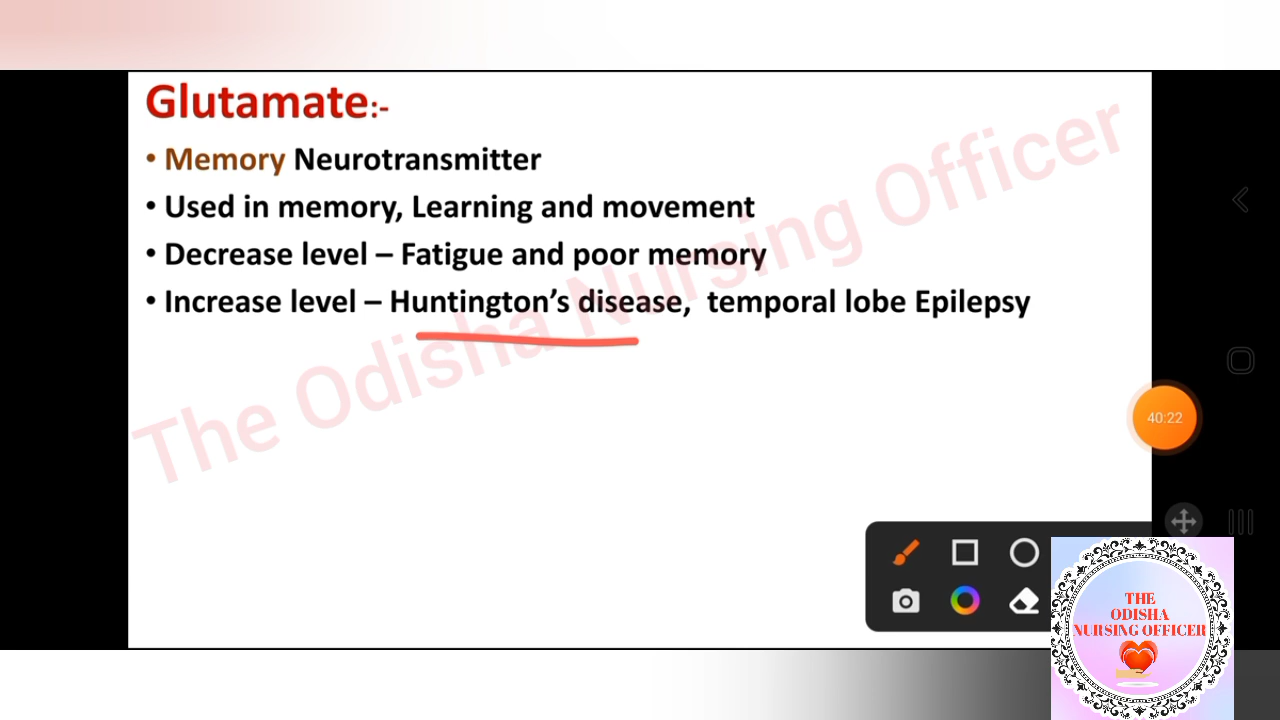 Glutamate:-
• Memory Neurotransmitter
• Used in memory, Learning and movement
• Decrease level – Fatigue and poor memory
• Increase level – Huntington's disease,  temporal lobe Epilepsy
The Odisha Nursing Officer
40:22
THE
ODISHA
NURSING OFFICER